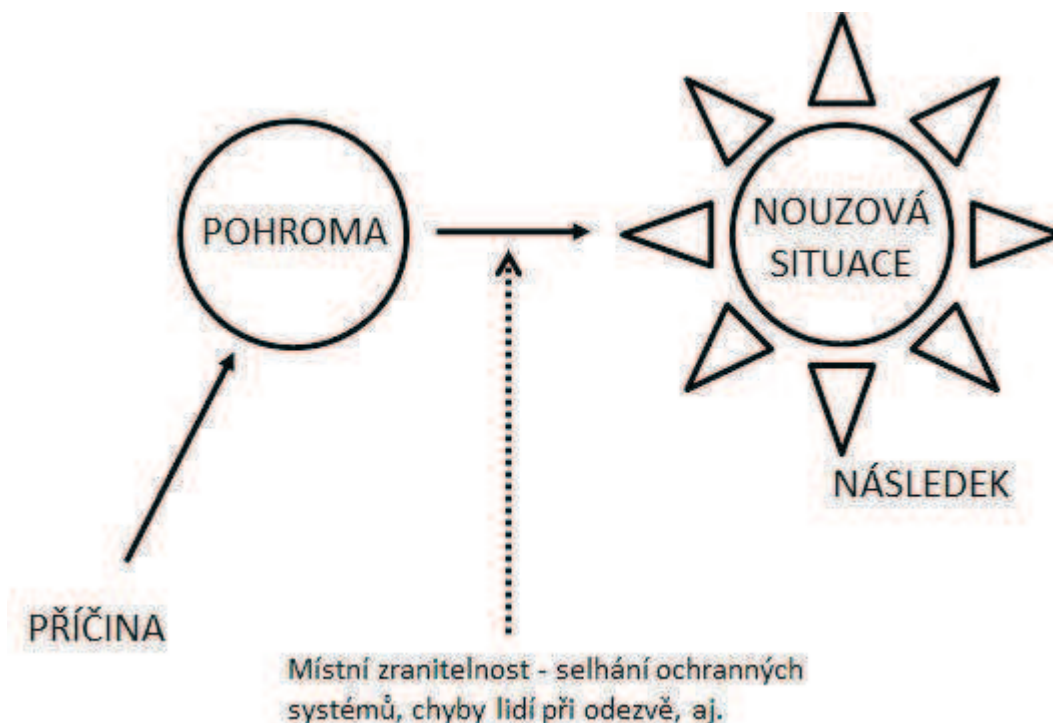 POHROMA
NOUZOVÁ
SITUACE
NÁSLEDEK
PŘÍČINA
Místní zranitelnost - selhání ochranných
systémů, chyby lidí při odezvě, aj.